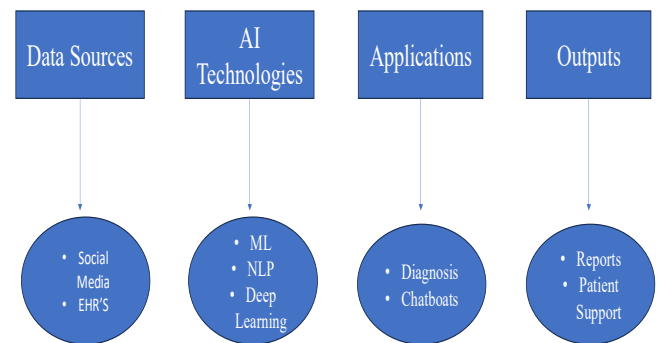 Data Sources
AI
Technologies
Applications
Outputs
• Social
Media
• EHR'S
• ML
• NLP
• Deep
Learning
• Diagnosis
• Chatboats
• Reports
• Patient
Support